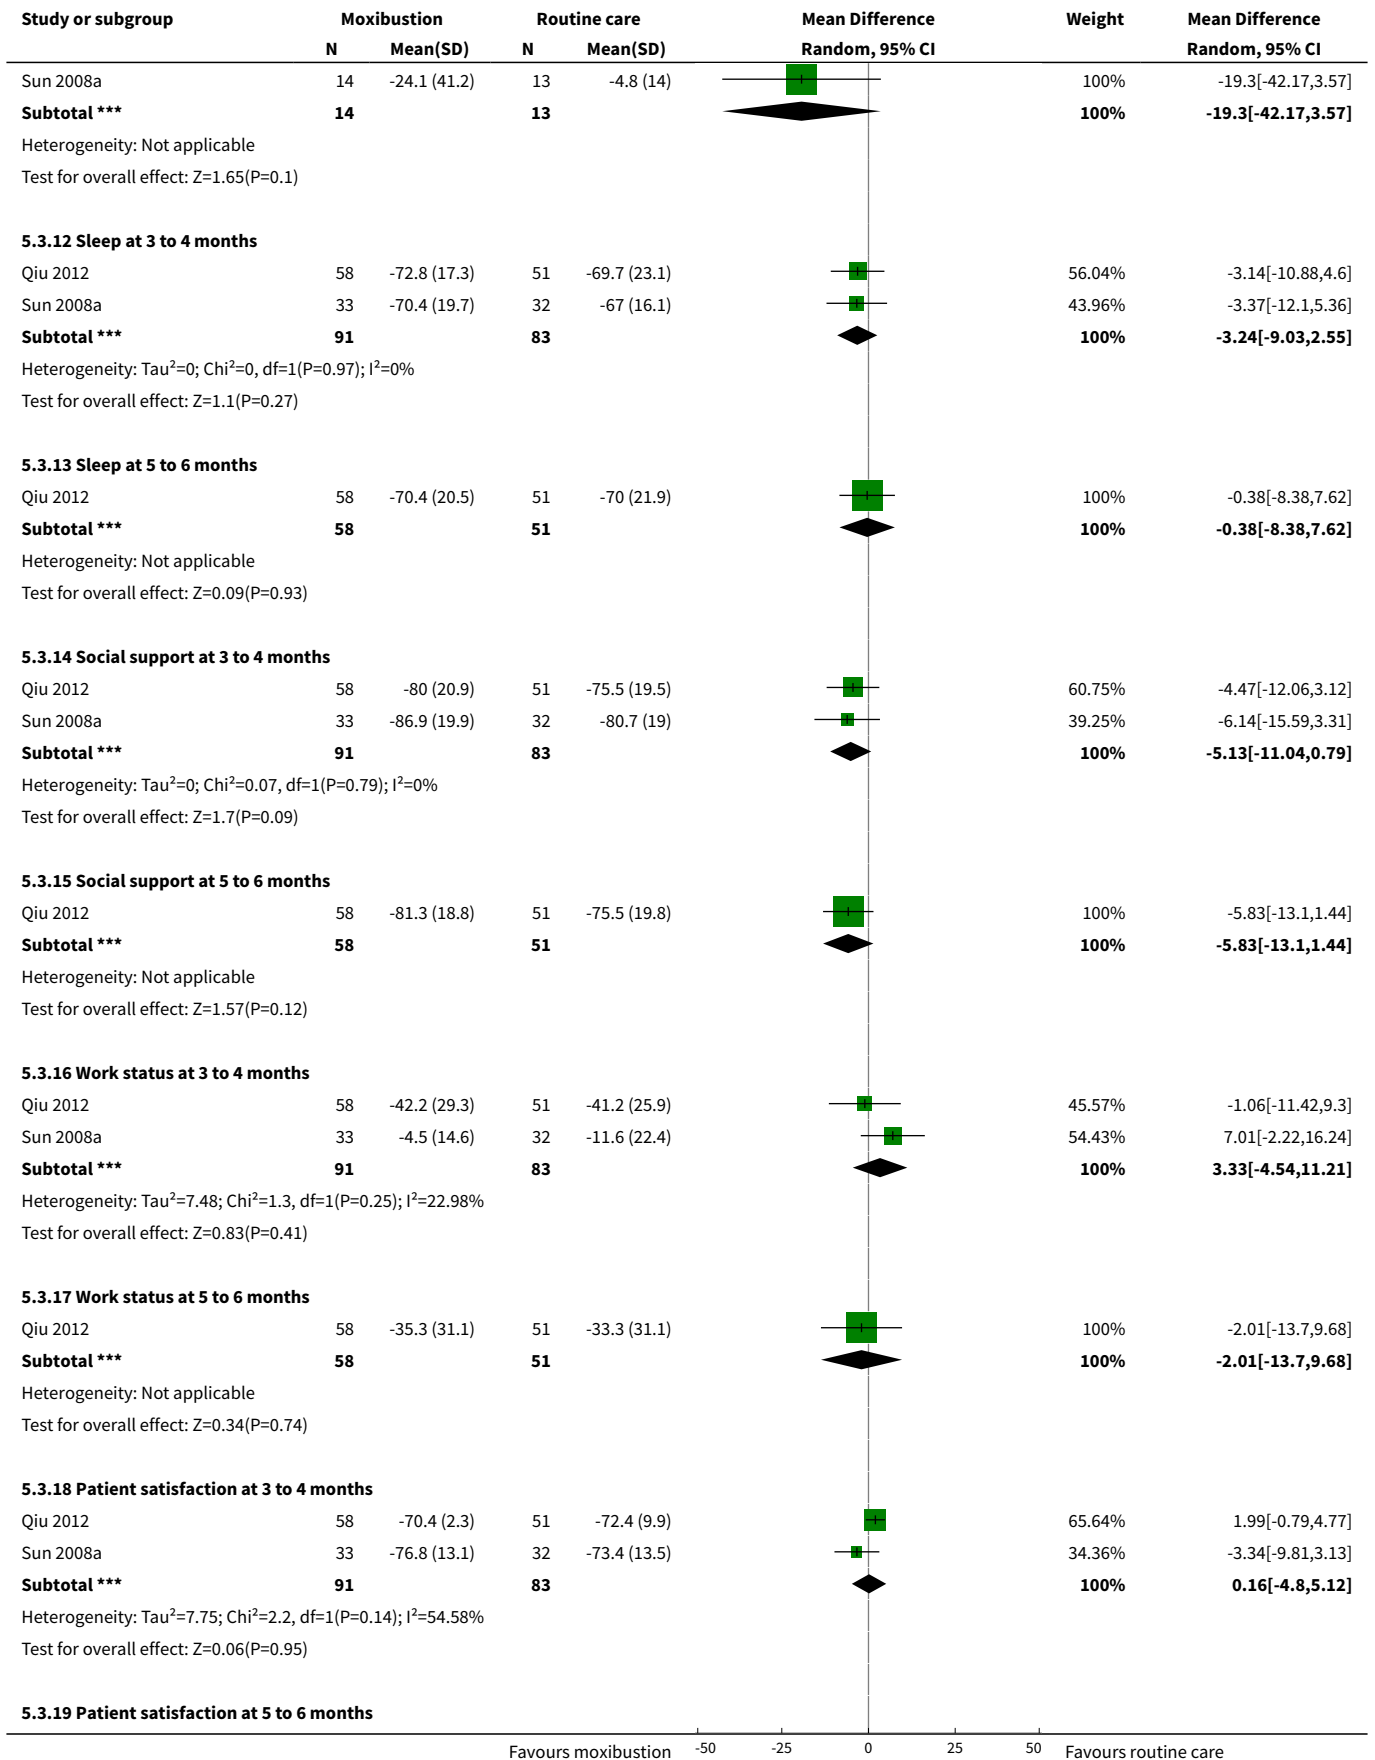 Study or subgroup Moxibustion Routine care Mean Difference Weight Mean Difference
N Mean(SD) N Mean(SD) Random, 95% CI Random, 95% CI
Sun 2008a 14 -24.1 (41.2) 13 -4.8 (14) 100% -19.3[-42.17,3.57]
Subtotal *** 14 13 100% -19.3[-42.17,3.57]
Heterogeneity: Not applicable
Test for overall effect: Z=1.65(P=0.1)
5.3.12 Sleep at 3 to 4 months
Qiu 2012 58 -72.8 (17.3) 51 -69.7 (23.1) 56.04% -3.14[-10.88,4.6]
Sun 2008a 33 -70.4 (19.7) 32 -67 (16.1) 43.96% -3.37[-12.1,5.36]
Subtotal *** 91 83 100% -3.24[-9.03,2.55]
Heterogeneity: Tau²=0; Chi²=0, df=1(P=0.97); I²=0%
Test for overall effect: Z=1.1(P=0.27)
5.3.13 Sleep at 5 to 6 months
Qiu 2012 58 -70.4 (20.5) 51 -70 (21.9) 100% -0.38[-8.38,7.62]
Subtotal *** 58 51 100% -0.38[-8.38,7.62]
Heterogeneity: Not applicable
Test for overall effect: Z=0.09(P=0.93)
5.3.14 Social support at 3 to 4 months
Qiu 2012 58 -80 (20.9) 51 -75.5 (19.5) 60.75% -4.47[-12.06,3.12]
Sun 2008a 33 -86.9 (19.9) 32 -80.7 (19) 39.25% -6.14[-15.59,3.31]
Subtotal *** 91 83 100% -5.13[-11.04,0.79]
Heterogeneity: Tau²=0; Chi²=0.07, df=1(P=0.79); I²=0%
Test for overall effect: Z=1.7(P=0.09)
5.3.15 Social support at 5 to 6 months
Qiu 2012 58 -81.3 (18.8) 51 -75.5 (19.8) 100% -5.83[-13.1,1.44]
Subtotal *** 58 51 100% -5.83[-13.1,1.44]
Heterogeneity: Not applicable
Test for overall effect: Z=1.57(P=0.12)
5.3.16 Work status at 3 to 4 months
Qiu 2012 58 -42.2 (29.3) 51 -41.2 (25.9) 45.57% -1.06[-11.42,9.3]
Sun 2008a 33 -4.5 (14.6) 32 -11.6 (22.4) 54.43% 7.01[-2.22,16.24]
Subtotal *** 91 83 100% 3.33[-4.54,11.21]
Heterogeneity: Tau²=7.48; Chi²=1.3, df=1(P=0.25); I²=22.98%
Test for overall effect: Z=0.83(P=0.41)
5.3.17 Work status at 5 to 6 months
Qiu 2012 58 -35.3 (31.1) 51 -33.3 (31.1) 100% -2.01[-13.7,9.68]
Subtotal *** 58 51 100% -2.01[-13.7,9.68]
Heterogeneity: Not applicable
Test for overall effect: Z=0.34(P=0.74)
5.3.18 Patient satisfaction at 3 to 4 months
Qiu 2012 58 -70.4 (2.3) 51 -72.4 (9.9) 65.64% 1.99[-0.79,4.77]
Sun 2008a 33 -76.8 (13.1) 32 -73.4 (13.5) 34.36% -3.34[-9.81,3.13]
Subtotal *** 91 83 100% 0.16[-4.8,5.12]
Heterogeneity: Tau²=7.75; Chi²=2.2, df=1(P=0.14); I²=54.58%
Test for overall effect: Z=0.06(P=0.95)
5.3.19 Patient satisfaction at 5 to 6 months
Favours moxibustion -50 -25 0 25 50 Favours routine care